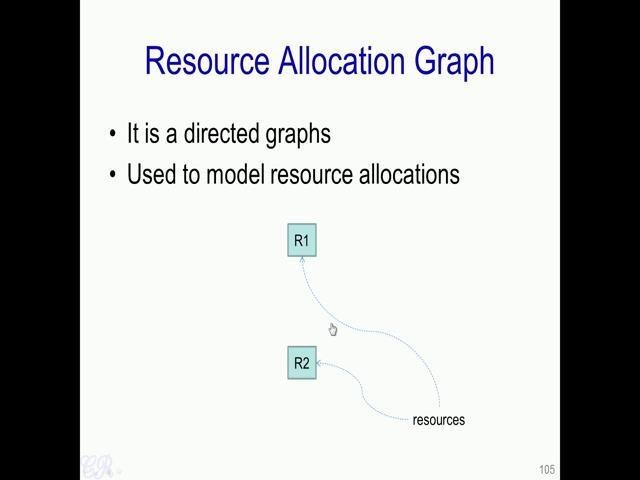 Resource Allocation Graph
• It is a directed graphs
• Used to model resource allocations
R1
R2
resources
105